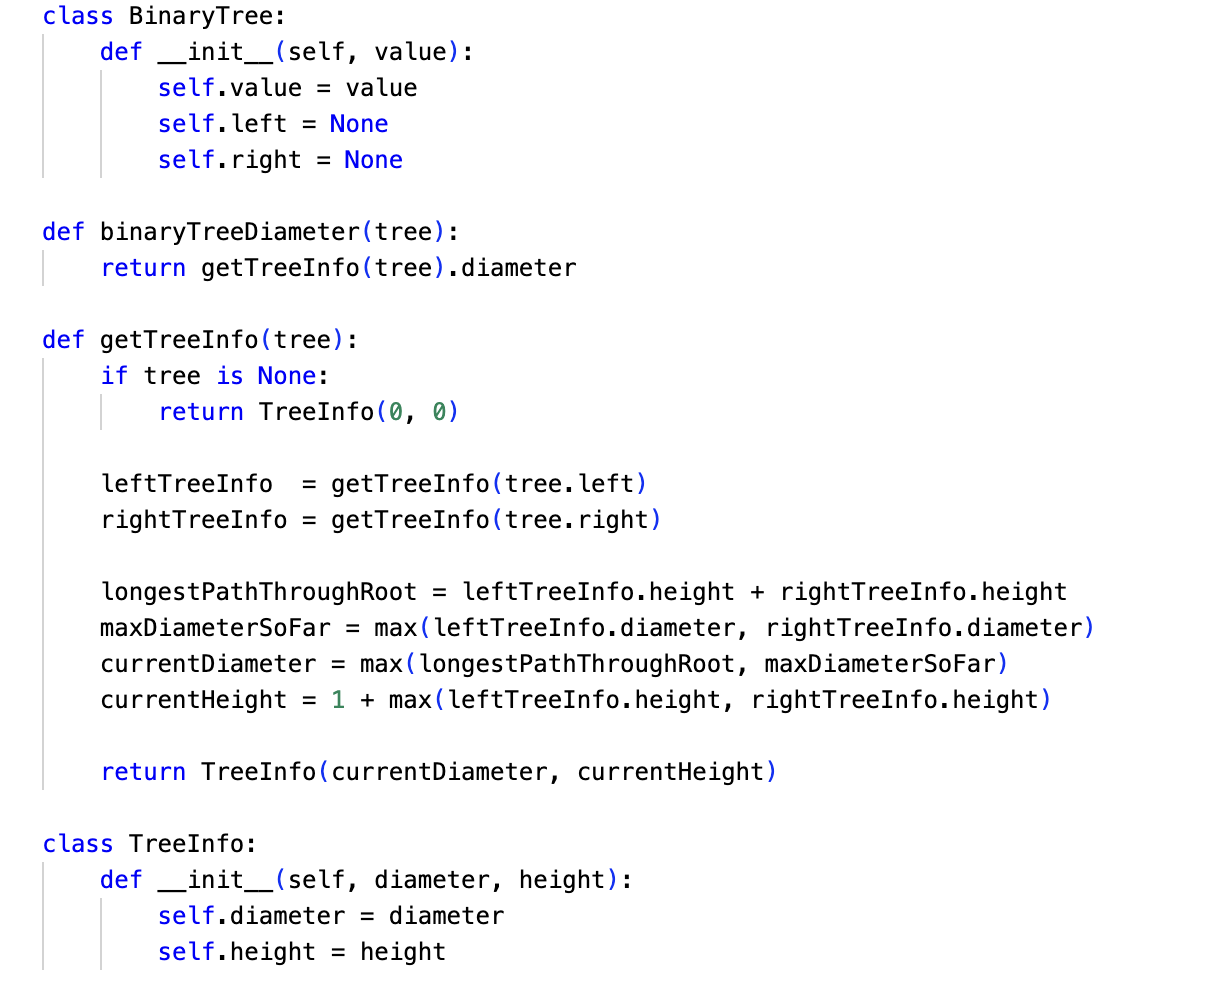 class BinaryTree:
    def __init__(self, value):
        self.value = value
        self.left = None
        self.right = None

def binaryTreeDiameter(tree):
    return getTreeInfo(tree).diameter

def getTreeInfo(tree):
    if tree is None:
        return TreeInfo(0, 0)

    leftTreeInfo  = getTreeInfo(tree.left)
    rightTreeInfo = getTreeInfo(tree.right)

    longestPathThroughRoot = leftTreeInfo.height + rightTreeInfo.height
    maxDiameterSoFar = max(leftTreeInfo.diameter, rightTreeInfo.diameter)
    currentDiameter = max(longestPathThroughRoot, maxDiameterSoFar)
    currentHeight = 1 + max(leftTreeInfo.height, rightTreeInfo.height)

    return TreeInfo(currentDiameter, currentHeight)

class TreeInfo:
    def __init__(self, diameter, height):
        self.diameter = diameter
        self.height = height